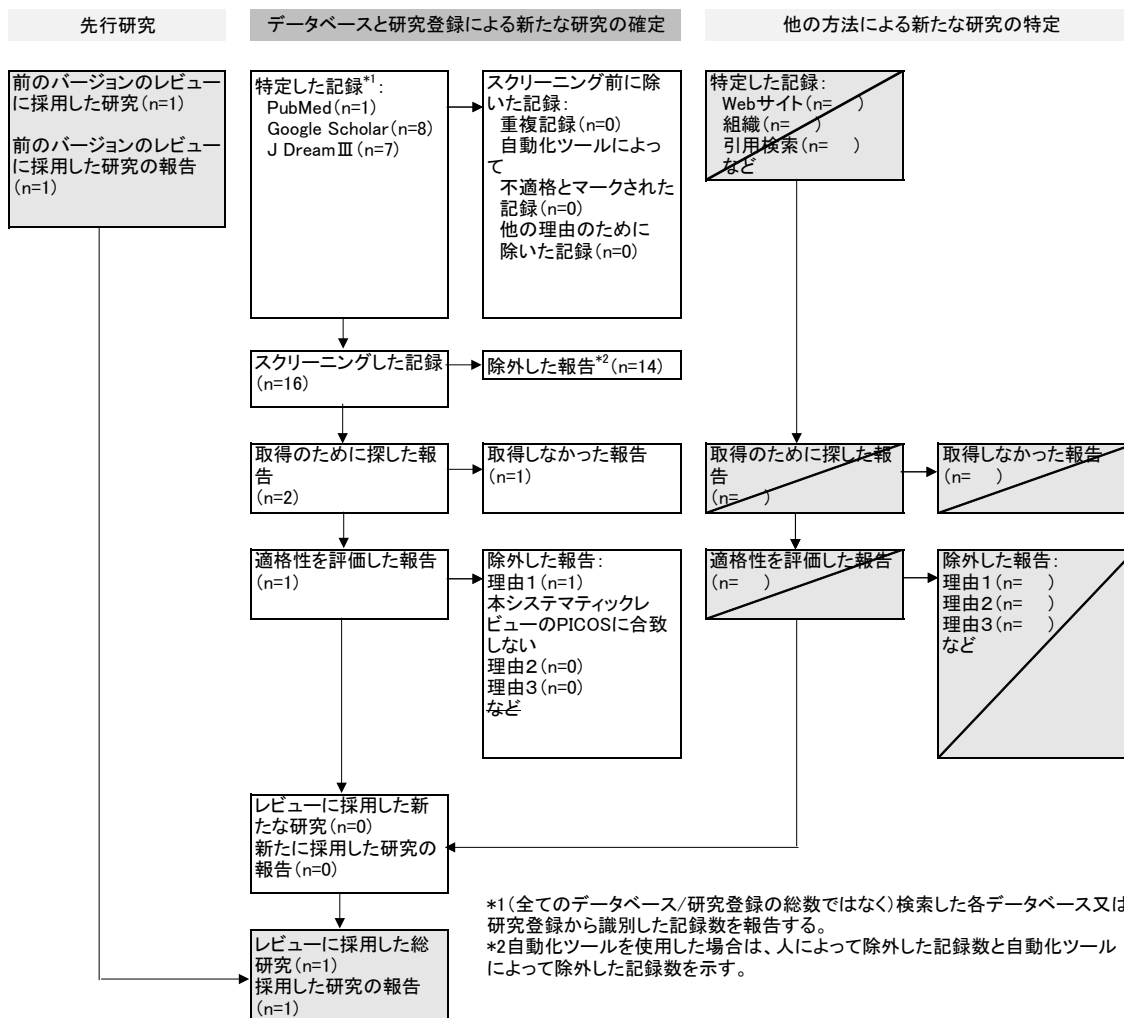 先行研究
データベースと研究登録による新たな研究の確定
他の方法による新たな研究の特定
前のバージョンのレビュー
に採用した研究(n=1)
前のバージョンのレビュー
に採用した研究の報告
(n=1)
特定した記録*1:
PubMed(n=1)
Google Scholar(n=8)
J DreamⅢ(n=7)
スクリーニング前に除
いた記録:
重複記録(n=0)
自動化ツールによっ
て
不適格とマークされた
記録(n=0)
他の理由のために
除いた記録(n=0)
特定した記録:
Webサイト(n=　)
組織(n=　)
引用検索(n=　)
など
スクリーニングした記録
(n=16)
除外した報告*2(n=14)
取得のために探した報
告
(n=2)
取得しなかった報告
(n=1)
取得のために探した報
告
(n=　)
取得しなかった報告
(n=　)
適格性を評価した報告
(n=1)
除外した報告:
理由1(n=1)
本システマティックレ
ビューのPICOSに合致
しない
理由2(n=0)
理由3(n=0)
など
適格性を評価した報告
(n=　)
除外した報告:
理由1(n=　)
理由2(n=　)
理由3(n=　)
など
レビューに採用した新
たな研究(n=0)
新たに採用した研究の
報告(n=0)
レビューに採用した総
研究(n=1)
採用した研究の報告
(n=1)
*1(全てのデータベース/研究登録の総数ではなく)検索した各データベース又は
研究登録から識別した記録数を報告する。
*2自動化ツールを使用した場合は、人によって除外した記録数と自動化ツール
によって除外した記録数を示す。